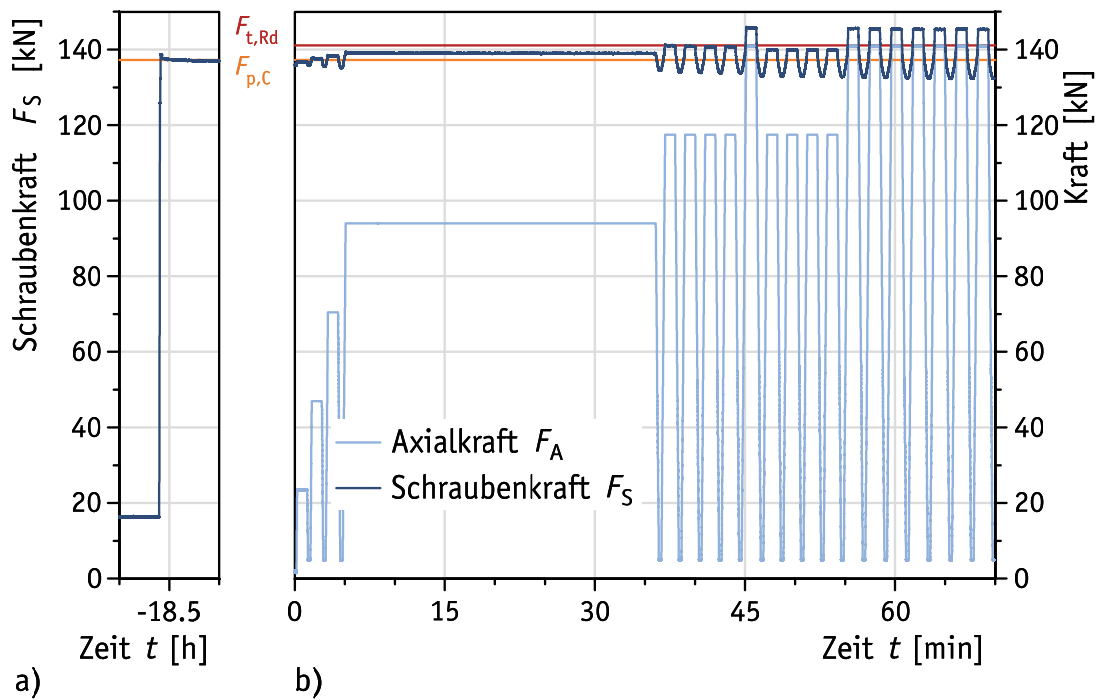 Schraubenkraft F_S [kN]
140
120
100
80
60
40
20
0
-18.5
Zeit t [h]
a)
F_t,Rd
F_p,C
Axialkraft F_A
Schraubenkraft F_S
0
15
30
45
60
Zeit t [min]
b)
140
120
100
80
60
40
20
0
Kraft [kN]